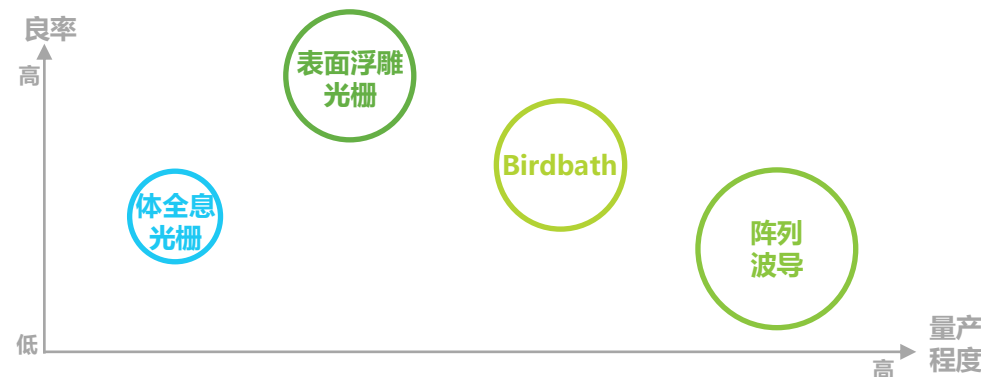 良率
高
表面浮雕
光栅
Birdbath
体全息
光栅
阵列
波导
低
高
量产
程度